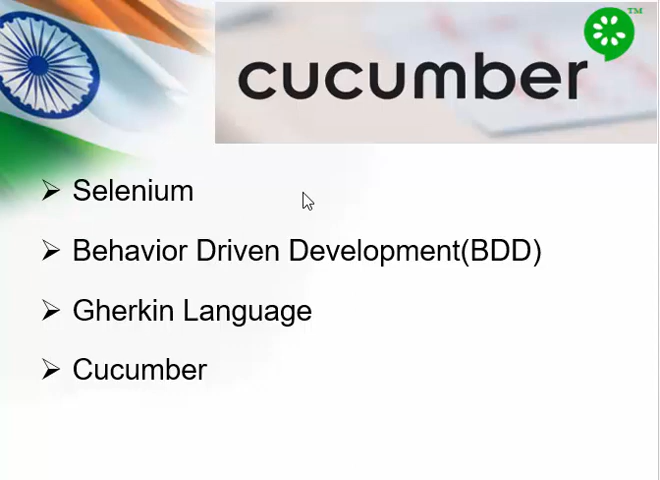 cucumber
TM
Selenium
Behavior Driven Development(BDD)
Gherkin Language
Cucumber